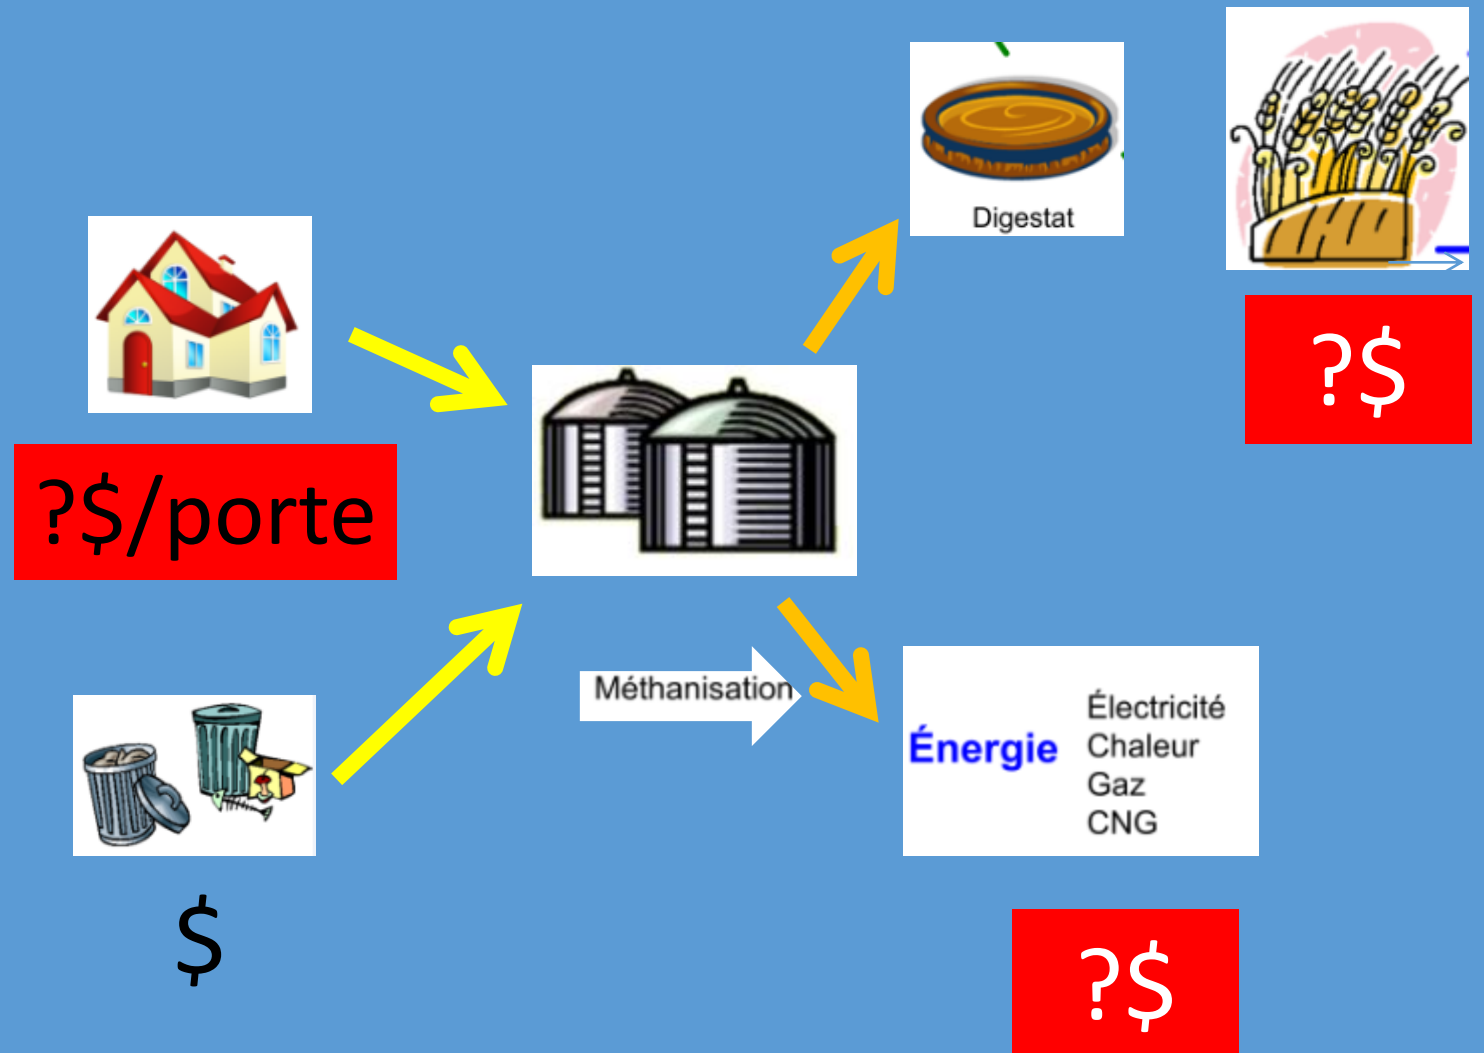 Digestat
?$
?$/porte
Méthanisation
Énergie
Électricité
Chaleur
Gaz
CNG
$
?$